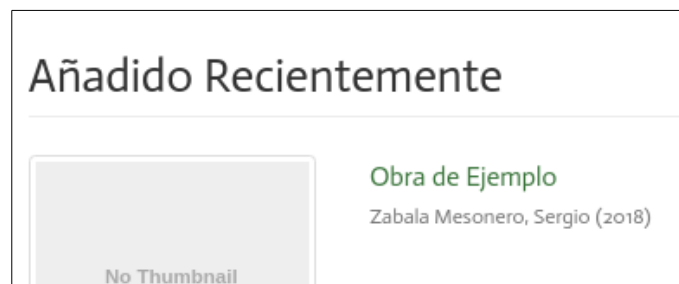 Añadido Recientemente
Obra de Ejemplo
Zabala Mesonero, Sergio (2018)
No Thumbnail